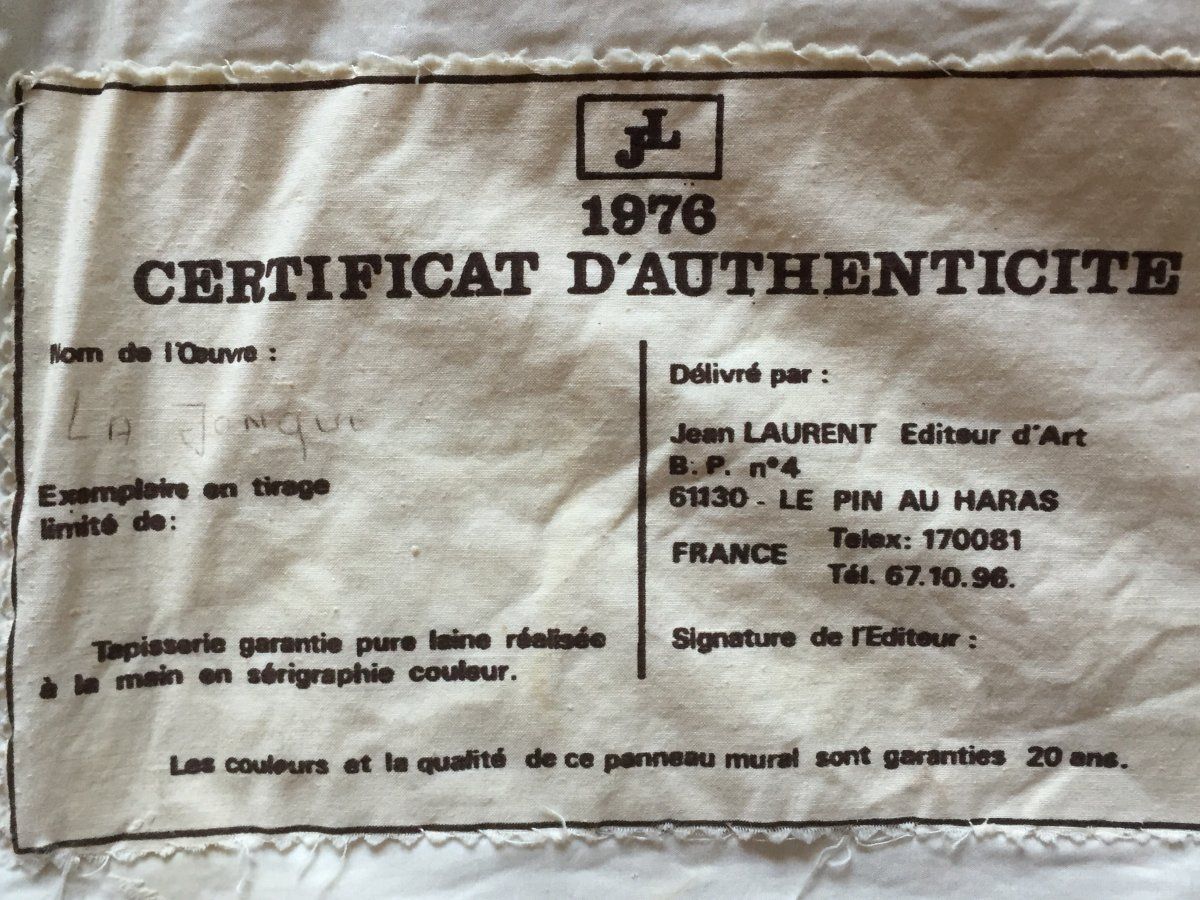 JL
1976
CERTIFICAT D'AUTHENTICITE
Nom de l'Œuvre :
LA JONQUE
Exemplaire en tirage
limité de:
Tapisserie garantie pure laine réalisée
à la main en sérigraphie couleur.
Délivré par :
Jean LAURENT Editeur d'Art
B. P. n°4
61130 - LE PIN AU HARAS
FRANCE
Telex: 170081
Tél. 67.10.96.
Signature de l'Editeur :
Les couleurs et la qualité de ce panneau mural sont garanties 20 ans.